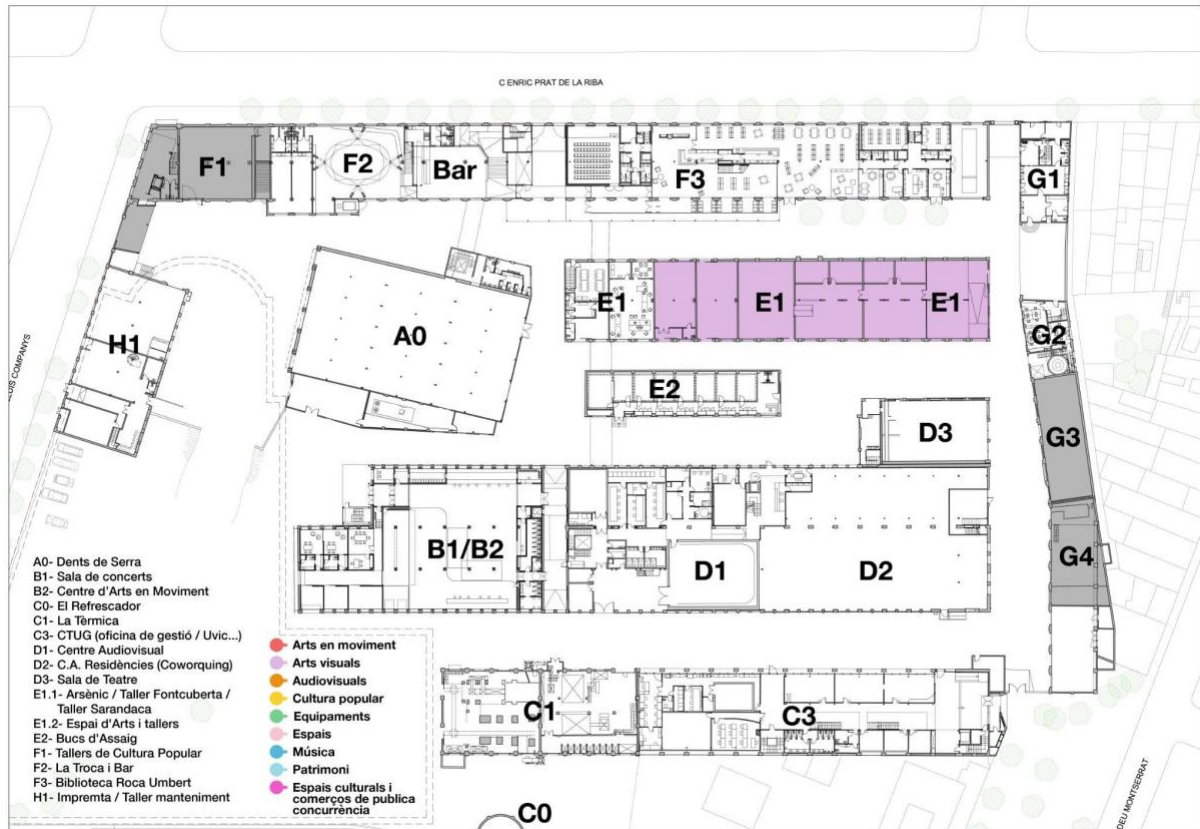 C ENRIC PRAT DE LA RIBA
F1
F2
Bar
F3
G1
E1
E1
E1
A0
H1
G2
E2
D3
G3
B1/B2
D1
D2
G4
C1
C3
C0
LLUIS COMPANYS
DEU MONTSERRAT
A0- Dents de Serra
B1- Sala de concerts
B2- Centre d'Arts en Moviment
C0- El Refrescador
C1- La Tèrmica
C3- CTUG (oficina de gestió / Uvic...)
D1- Centre Audiovisual
D2- C.A. Residències (Coworquing)
D3- Sala de Teatre
E1.1- Arsènic / Taller Fontcuberta /
Taller Sarandaca
E1.2- Espai d'Arts i tallers
E2- Bucs d'Assaig
F1- Tallers de Cultura Popular
F2- La Troca i Bar
F3- Biblioteca Roca Umbert
H1- Impremta / Taller manteniment
Arts en moviment
Arts visuals
Audiovisuals
Cultura popular
Equipaments
Espais
Música
Patrimoni
Espais culturals i
comerços de publica
concurrència